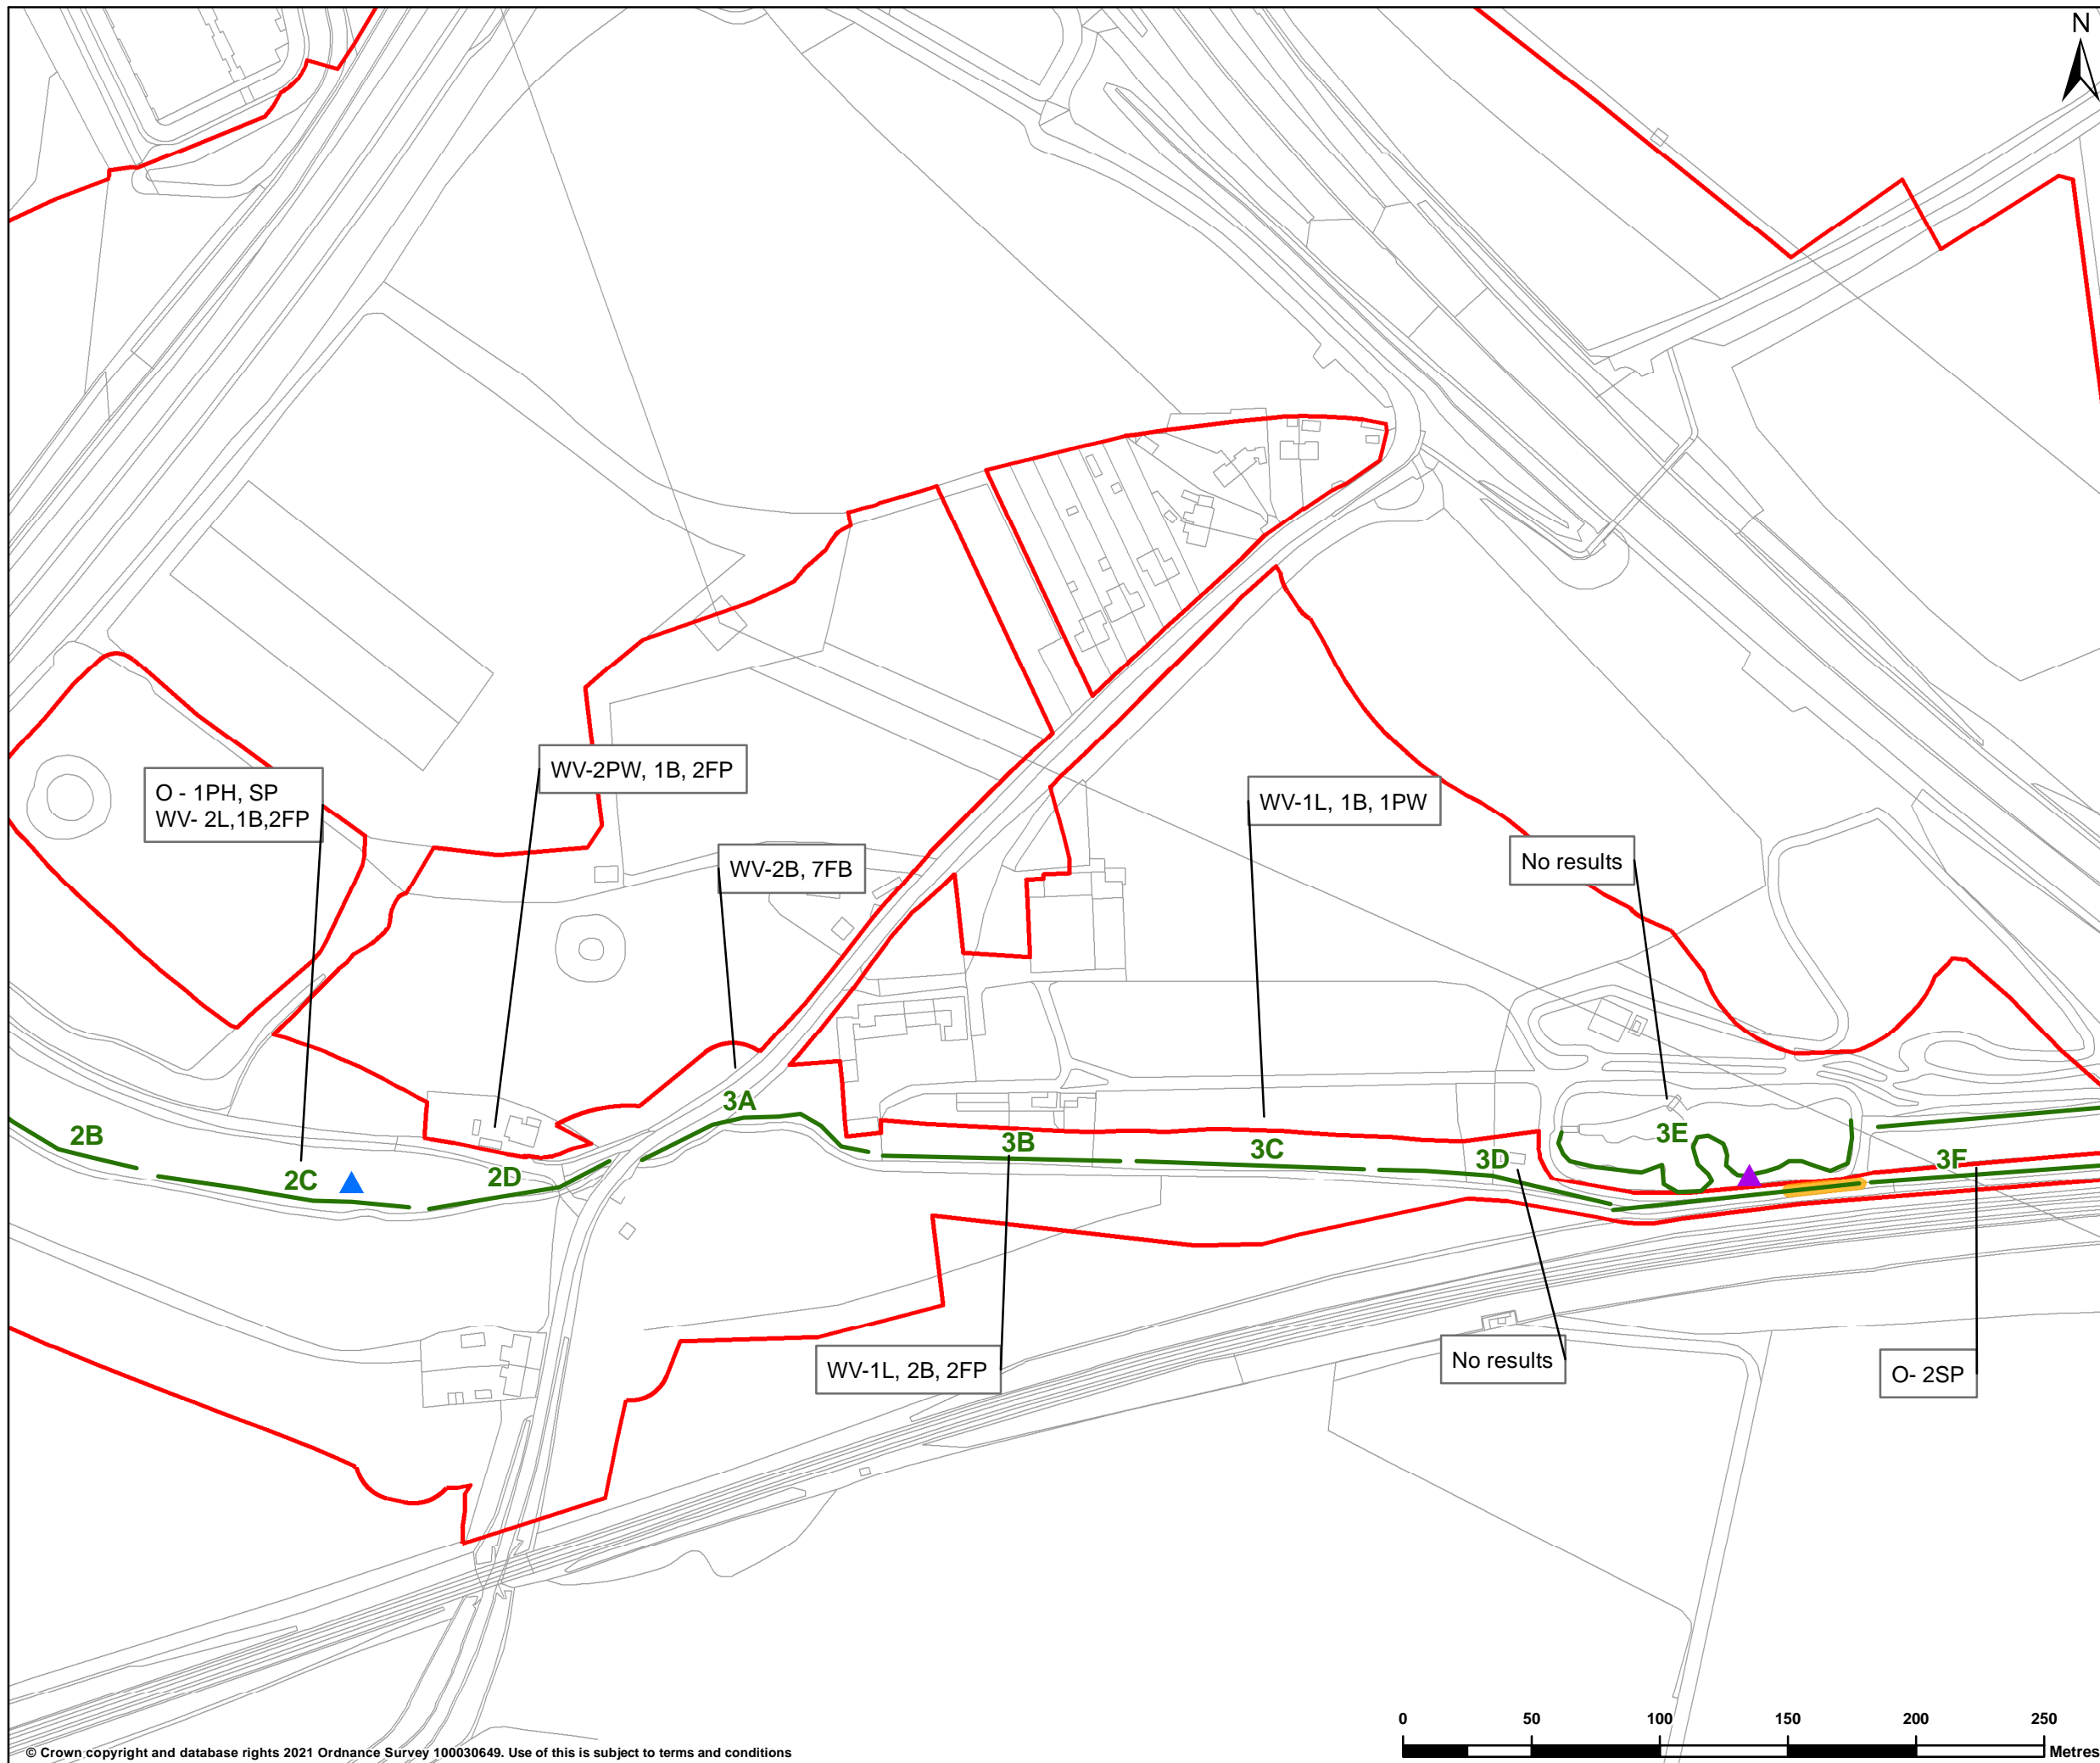 N
WV-2PW, 1B, 2FP
O - 1PH, SP
WV- 2L,1B,2FP
WV-1L, 1B, 1PW
No results
WV-2B, 7FB
3A
2B
3B
3C
3D
3E
3F
2C
2D
WV-1L, 2B, 2FP
No results
O- 2SP
0 50 100 150 200 250
Metres
© Crown copyright and database rights 2021 Ordnance Survey 100030649. Use of this is subject to terms and conditions